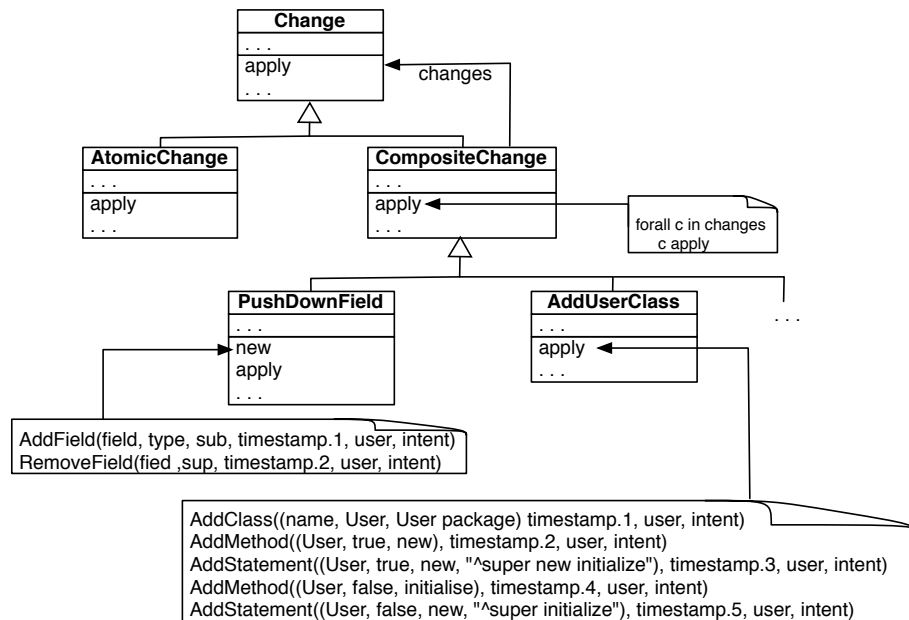 Change
. . .
apply
. . .
changes
AtomicChange
. . .
apply
. . .
CompositeChange
. . .
apply
. . .
forall c in changes
c apply
PushDownField
. . .
new
apply
. . .
AddUserClass
. . .
apply
. . .
. . .
AddField(field, type, sub, timestamp.1, user, intent)
RemoveField(fied ,sup, timestamp.2, user, intent)
AddClass((name, User, User package) timestamp.1, user, intent)
AddMethod((User, true, new), timestamp.2, user, intent)
AddStatement((User, true, new, "^super new initialize"), timestamp.3, user, intent)
AddMethod((User, false, initialise), timestamp.4, user, intent)
AddStatement((User, false, new, "^super initialize"), timestamp.5, user, intent)